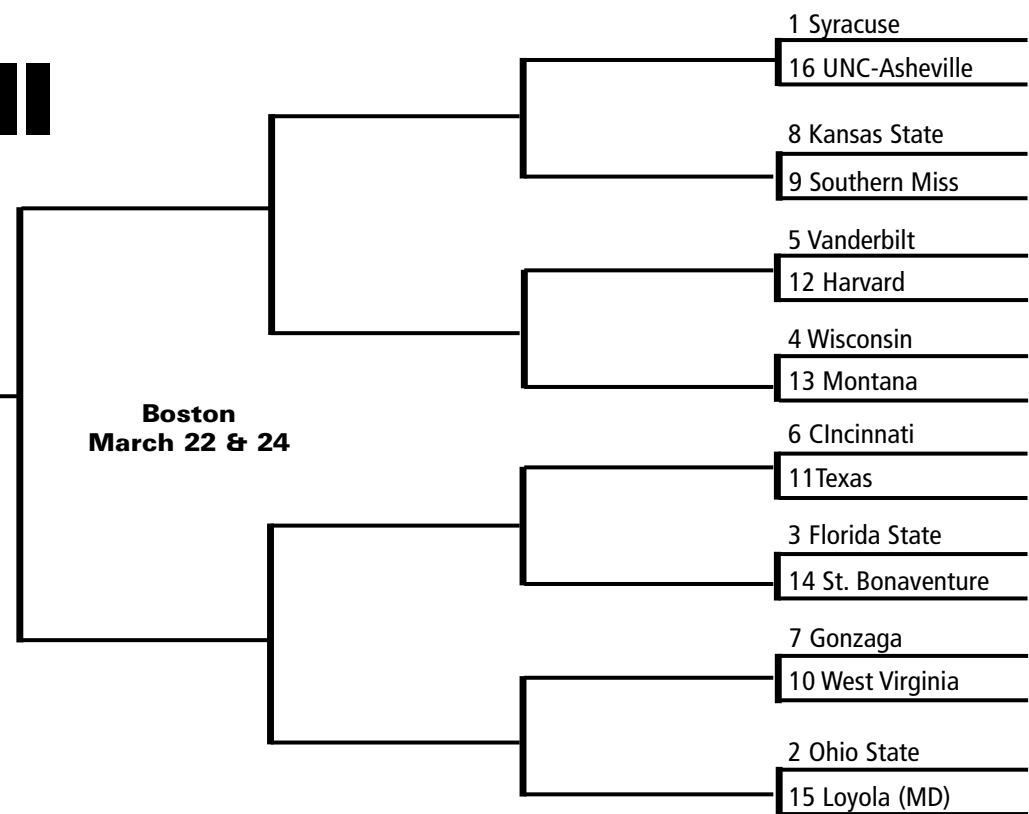 1 Syracuse
16 UNC-Asheville
8 Kansas State
9 Southern Miss
5 Vanderbilt
12 Harvard
4 Wisconsin
13 Montana
Boston
March 22 & 24
6 CIncinnati
11Texas
3 Florida State
14 St. Bonaventure
7 Gonzaga
10 West Virginia
2 Ohio State
15 Loyola (MD)